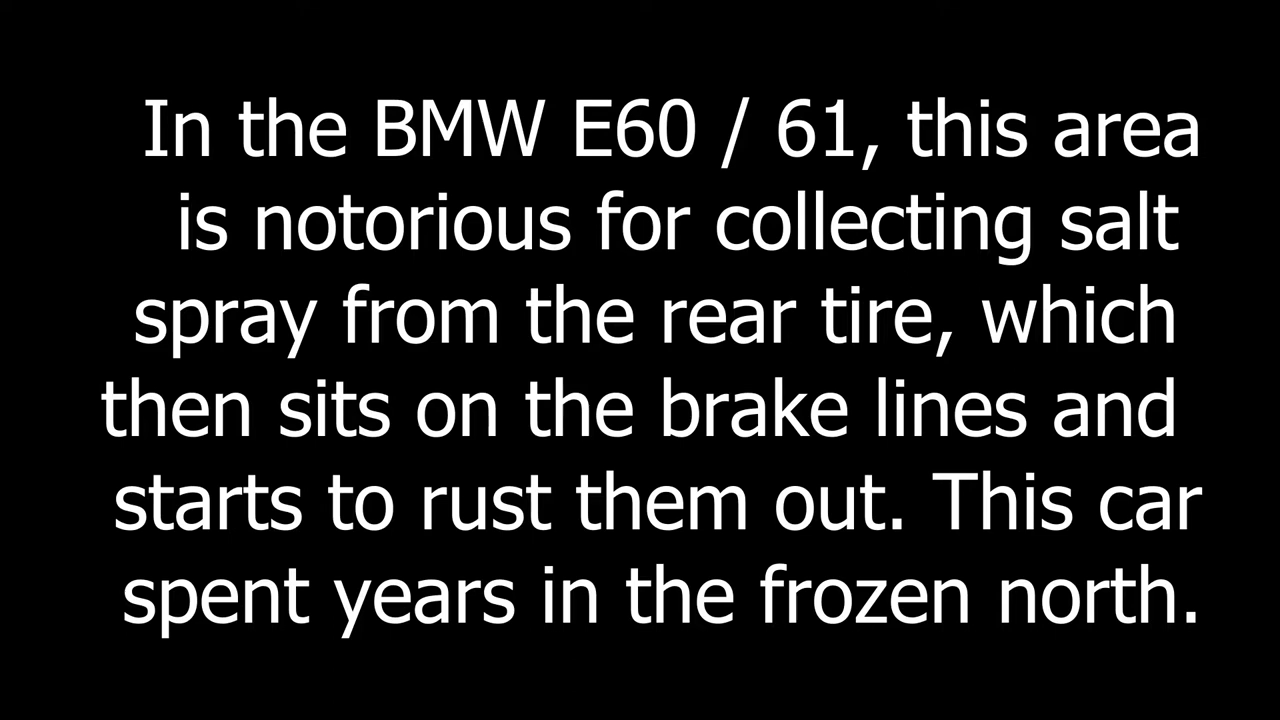 In the BMW E60 / 61, this area
is notorious for collecting salt
spray from the rear tire, which
then sits on the brake lines and
starts to rust them out. This car
spent years in the frozen north.